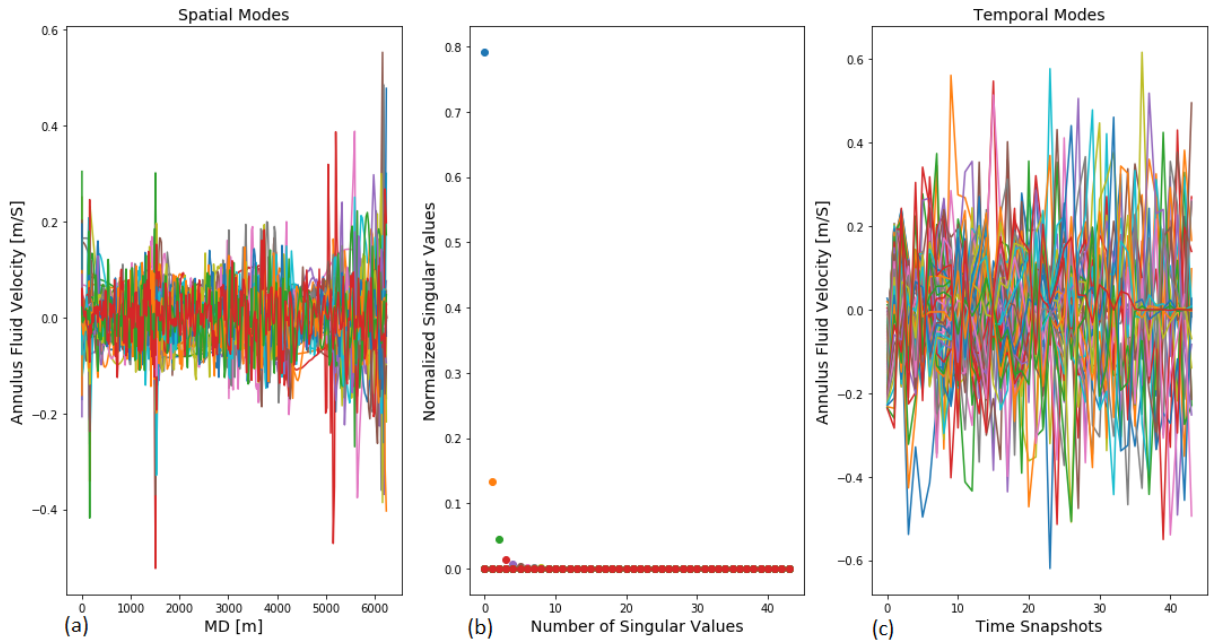 Spatial Modes
Annulus Fluid Velocity [m/S]
0.6
0.4
0.2
0.0
−0.2
−0.4
0 1000 2000 3000 4000 5000 6000
MD [m]
(a)
Normalized Singular Values
0.8
0.7
0.6
0.5
0.4
0.3
0.2
0.1
0.0
0 10 20 30 40
Number of Singular Values
(b)
Temporal Modes
Annulus Fluid Velocity [m/S]
0.6
0.4
0.2
0.0
−0.2
−0.4
−0.6
0 10 20 30 40
Time Snapshots
(c)